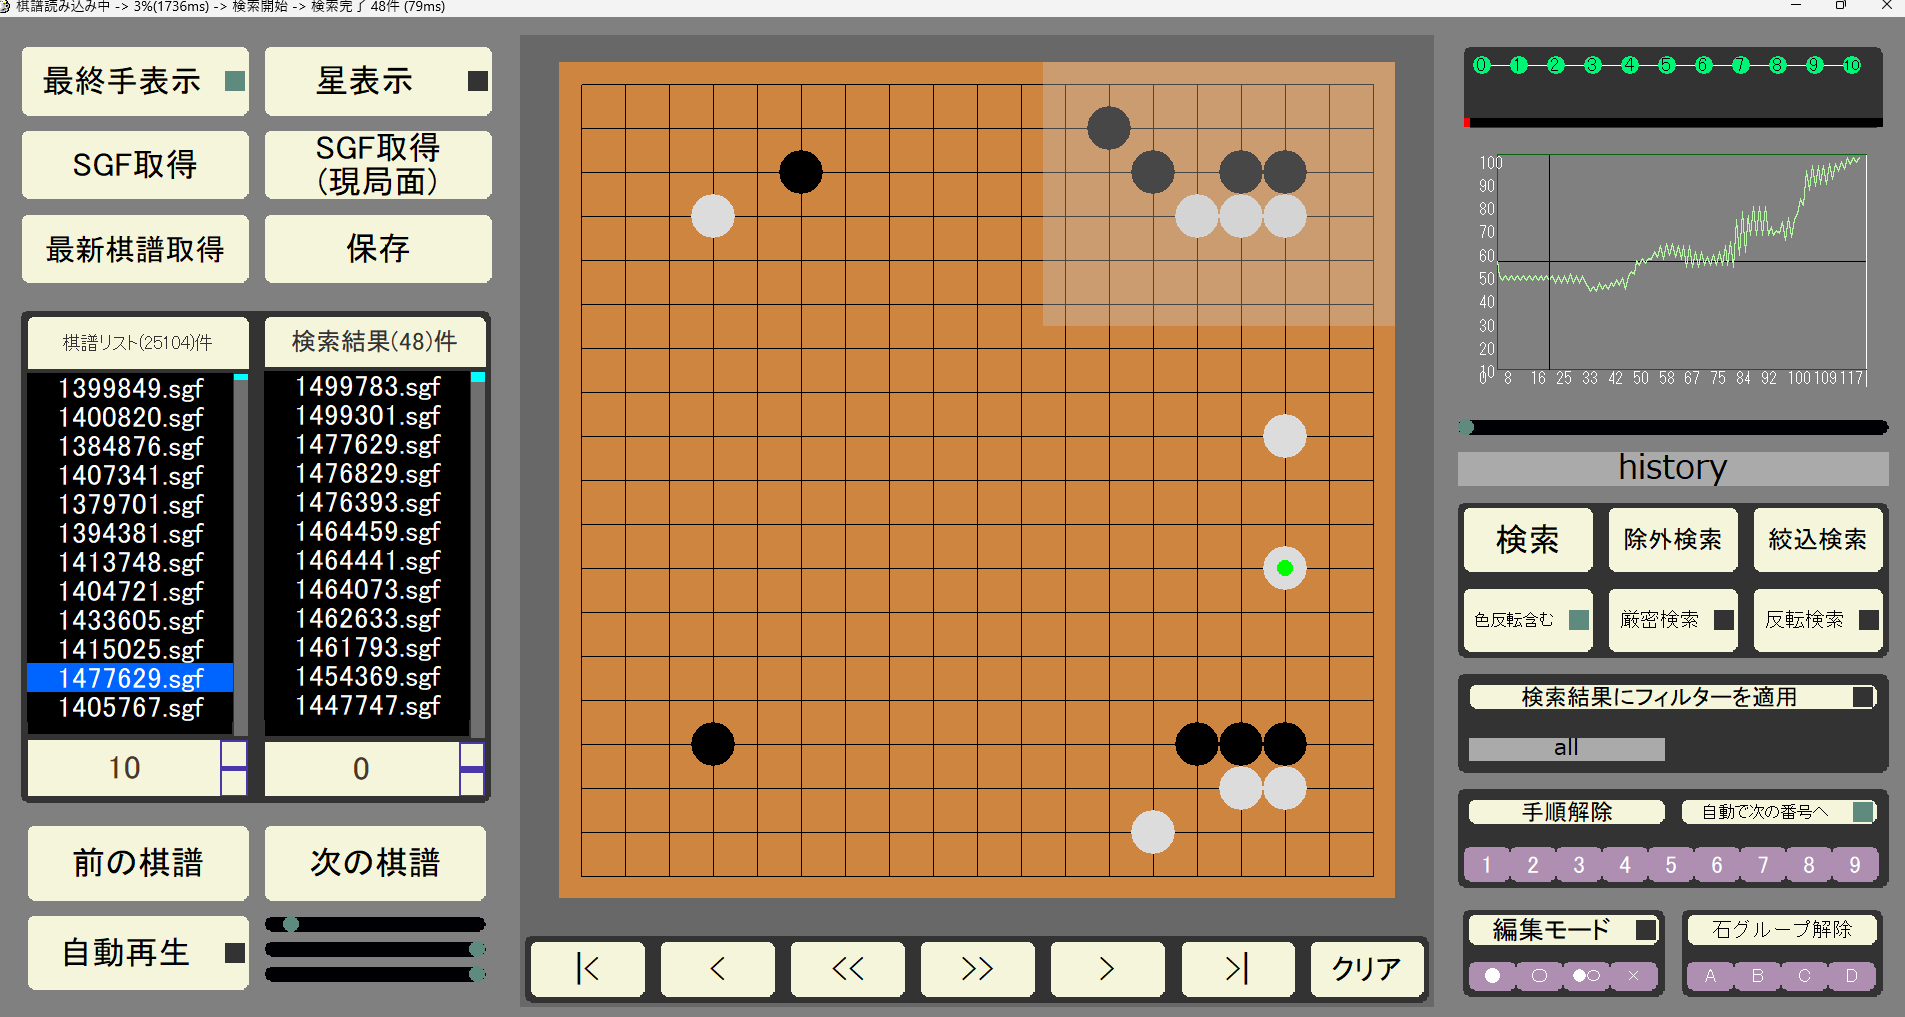 棋譜読み込み中 -> 3%(1736ms) -> 検索開始 -> 検索完了 48件 (79ms)
最終手表示
星表示
SGF取得
SGF取得
(現局面)
最新棋譜取得
保存
棋譜リスト(25104)件
1399849.sgf
1400820.sgf
1384876.sgf
1407341.sgf
1379701.sgf
1394381.sgf
1413748.sgf
1404721.sgf
1433605.sgf
1415025.sgf
1477629.sgf
1405767.sgf
10
検索結果(48)件
1499783.sgf
1499301.sgf
1477629.sgf
1476829.sgf
1476393.sgf
1464459.sgf
1464441.sgf
1464073.sgf
1462633.sgf
1461793.sgf
1454369.sgf
1447747.sgf
0
前の棋譜
次の棋譜
自動再生
|<
<
<<
>>
>
>|
クリア
0 1 2 3 4 5 6 7 8 9 10
100
90
80
70
60
50
40
30
20
10
0 8 16 25 33 42 50 58 67 75 84 92 100 109 117
history
検索
除外検索
絞込検索
色反転含む
厳密検索
反転検索
検索結果にフィルターを適用
all
手順解除
自動で次の番号へ
1 2 3 4 5 6 7 8 9
編集モード
石グループ解除
●
○
●○
×
A B C D